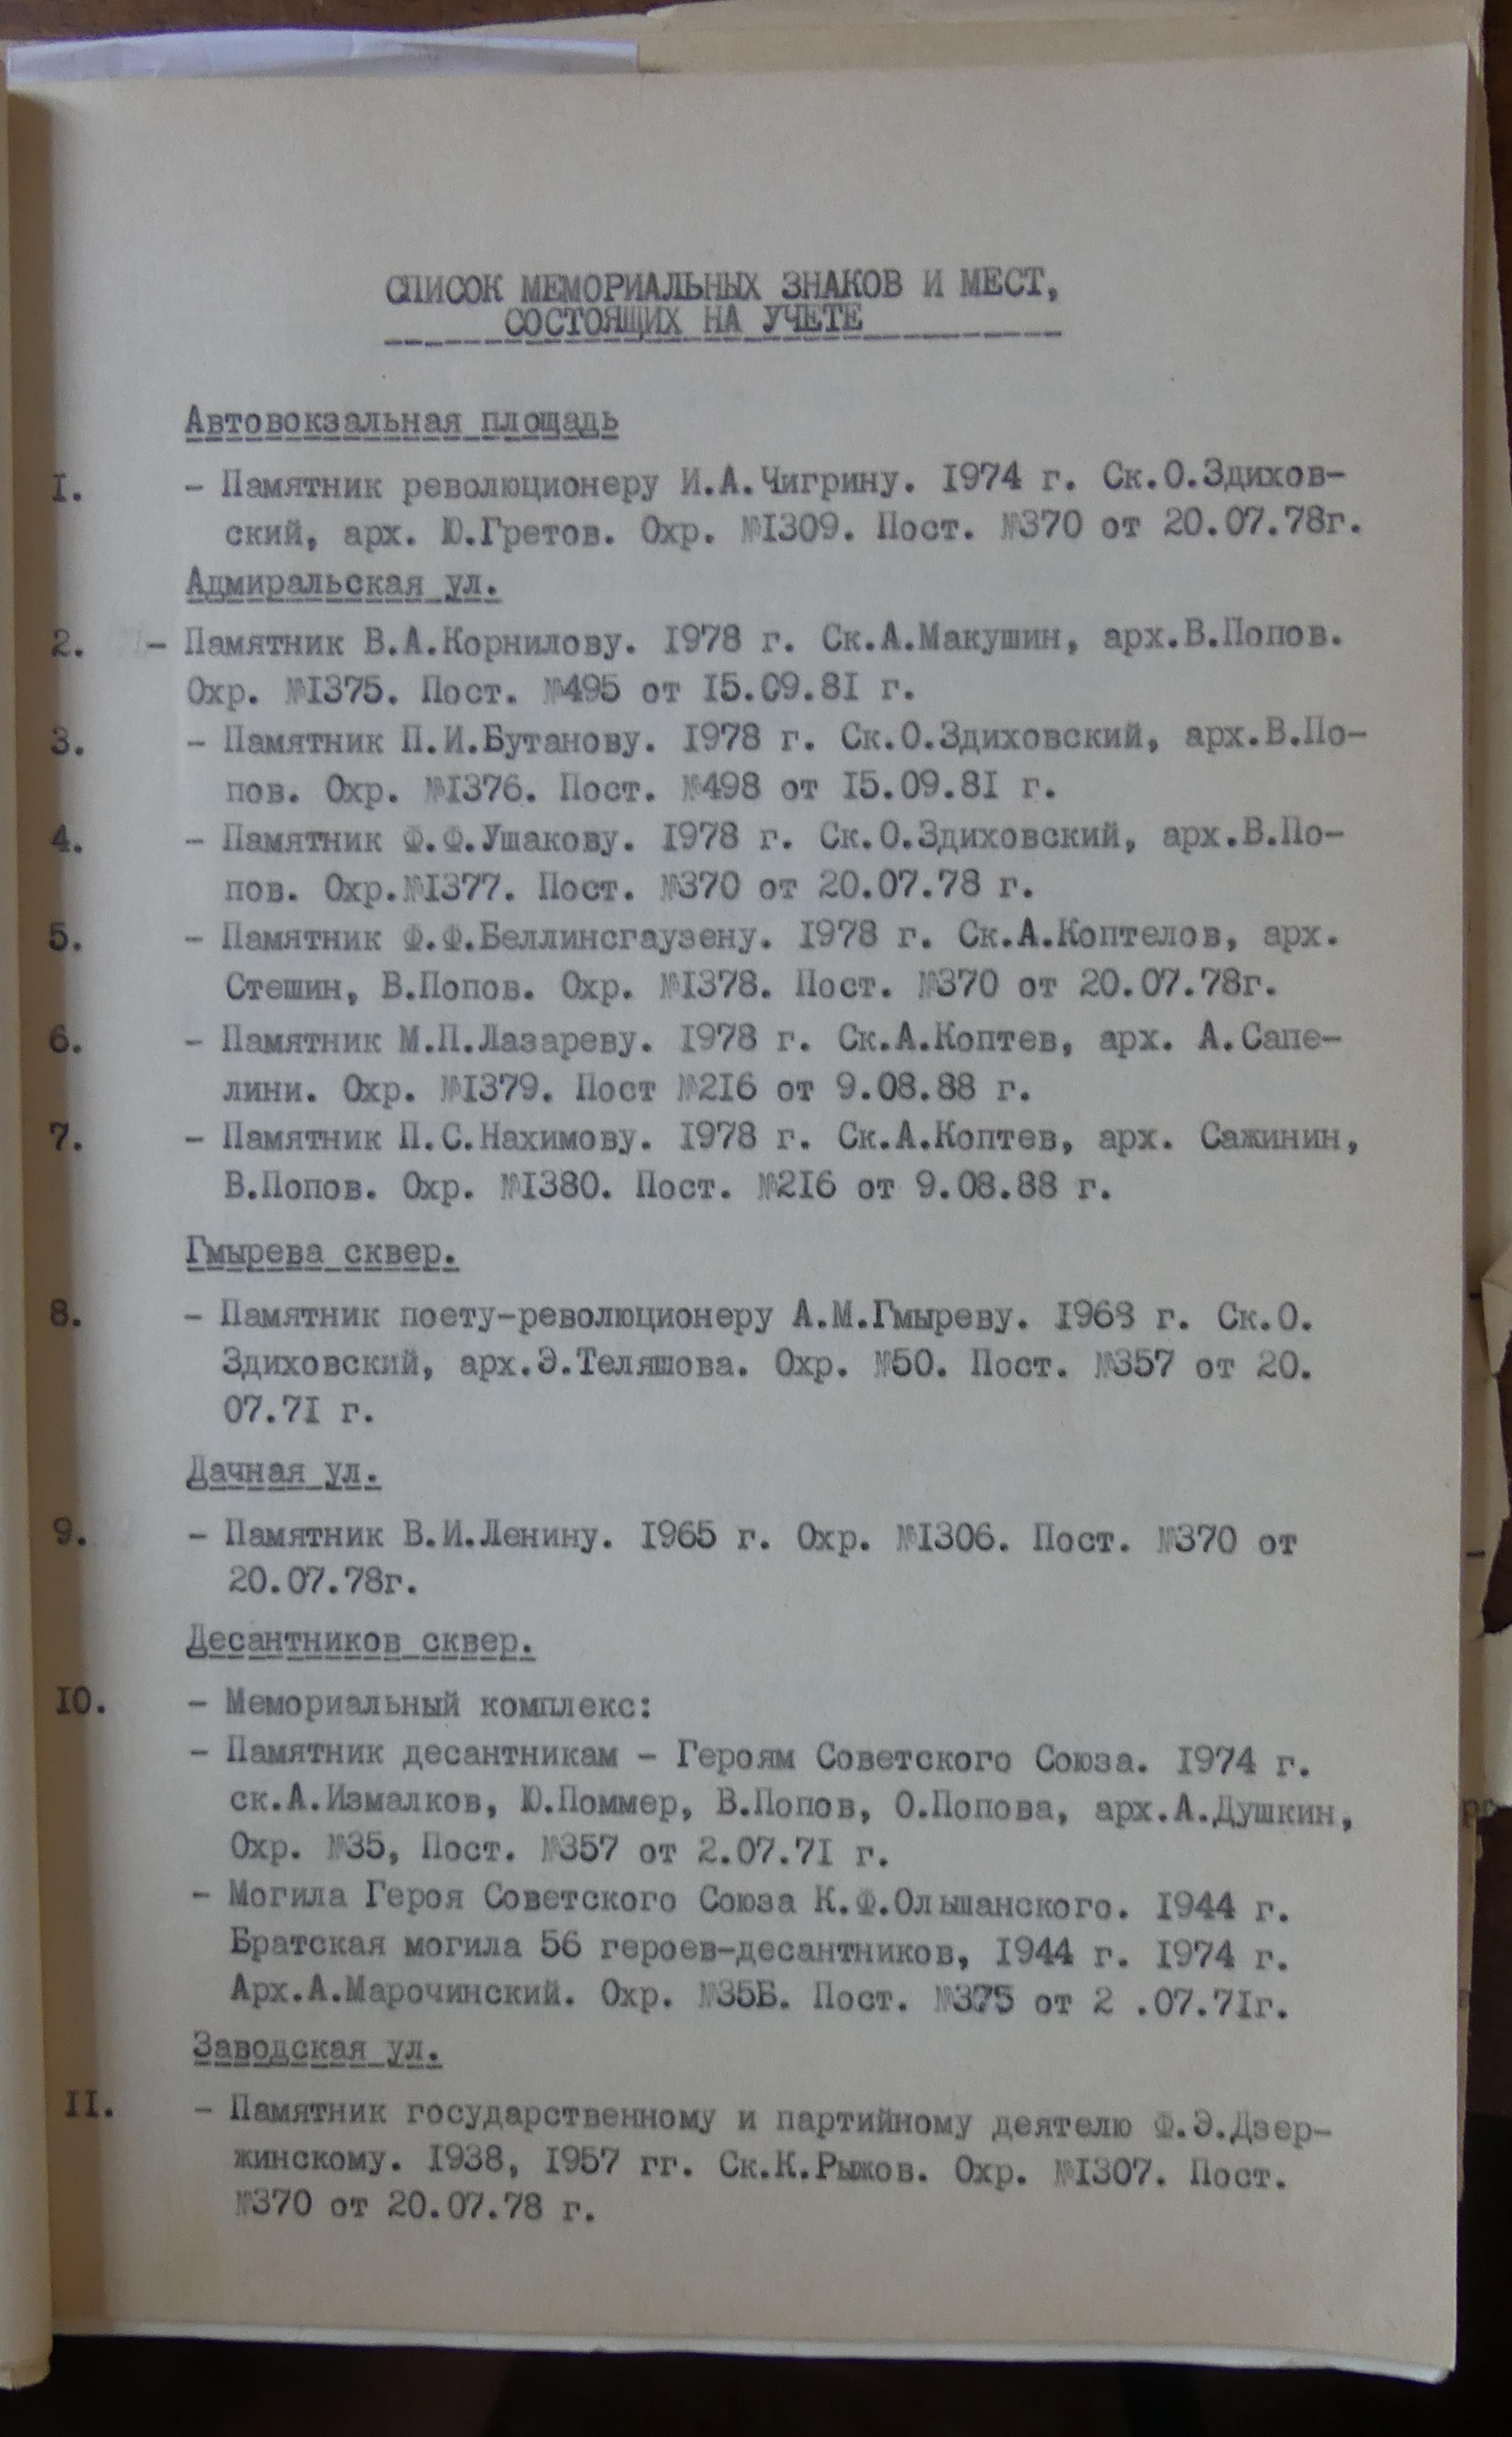 СПИСОК МЕМОРИАЛЬНЫХ ЗНАКОВ И МЕСТ,
СОСТОЯЩИХ НА УЧЕТЕ
Автовокзальная площадь
I. - Памятник революционеру И.А.Чигрину. 1974 г. Ск.О.Здихов-
ский, арх. Ю.Гретов. Охр. №1309. Пост. №370 от 20.07.78г.
Адмиральская ул.
2. - Памятник В.А.Корнилову. 1978 г. Ск.А.Макушин, арх.В.Попов.
Охр. №1375. Пост. №495 от 15.09.81 г.
3. - Памятник П.И.Бутанову. 1978 г. Ск.О.Здиховский, арх.В.По-
пов. Охр. №1376. Пост. №498 от 15.09.81 г.
4. - Памятник Ф.Ф.Ушакову. 1978 г. Ск.О.Здиховский, арх.В.По-
пов. Охр.№1377. Пост. №370 от 20.07.78 г.
5. - Памятник Ф.Ф.Беллинсгаузену. 1978 г. Ск.А.Коптелов, арх.
Стешин, В.Попов. Охр. №1378. Пост. №370 от 20.07.78г.
6. - Памятник М.П.Лазареву. 1978 г. Ск.А.Коптев, арх. А.Сапе-
лини. Охр. №1379. Пост №216 от 9.08.88 г.
7. - Памятник П.С.Нахимову. 1978 г. Ск.А.Коптев, арх. Сажинин,
В.Попов. Охр. №1380. Пост. №216 от 9.08.88 г.
Гмырева сквер.
8. - Памятник поету-революционеру А.М.Гмыреву. 1968 г. Ск.О.
Здиховский, арх.Э.Теляшова. Охр. №50. Пост. №357 от 20.
07.71 г.
Дачная ул.
9. - Памятник В.И.Ленину. 1965 г. Охр. №1306. Пост. №370 от
20.07.78г.
Десантников сквер.
10. - Мемориальный комплекс:
- Памятник десантникам - Героям Советского Союза. 1974 г.
ск.А.Измалков, Ю.Поммер, В.Попов, О.Попова, арх.А.Душкин,
Охр. №35, Пост. №357 от 2.07.71 г.
- Могила Героя Советского Союза К.Ф.Ольшанского. 1944 г.
Братская могила 56 героев-десантников, 1944 г. 1974 г.
Арх.А.Марочинский. Охр. №35Б. Пост. №375 от 2 .07.71г.
Заводская ул.
II. - Памятник государственному и партийному деятелю Ф.Э.Дзер-
жинскому. 1938, 1957 гг. Ск.К.Рыжов. Охр. №1307. Пост.
№370 от 20.07.78 г.